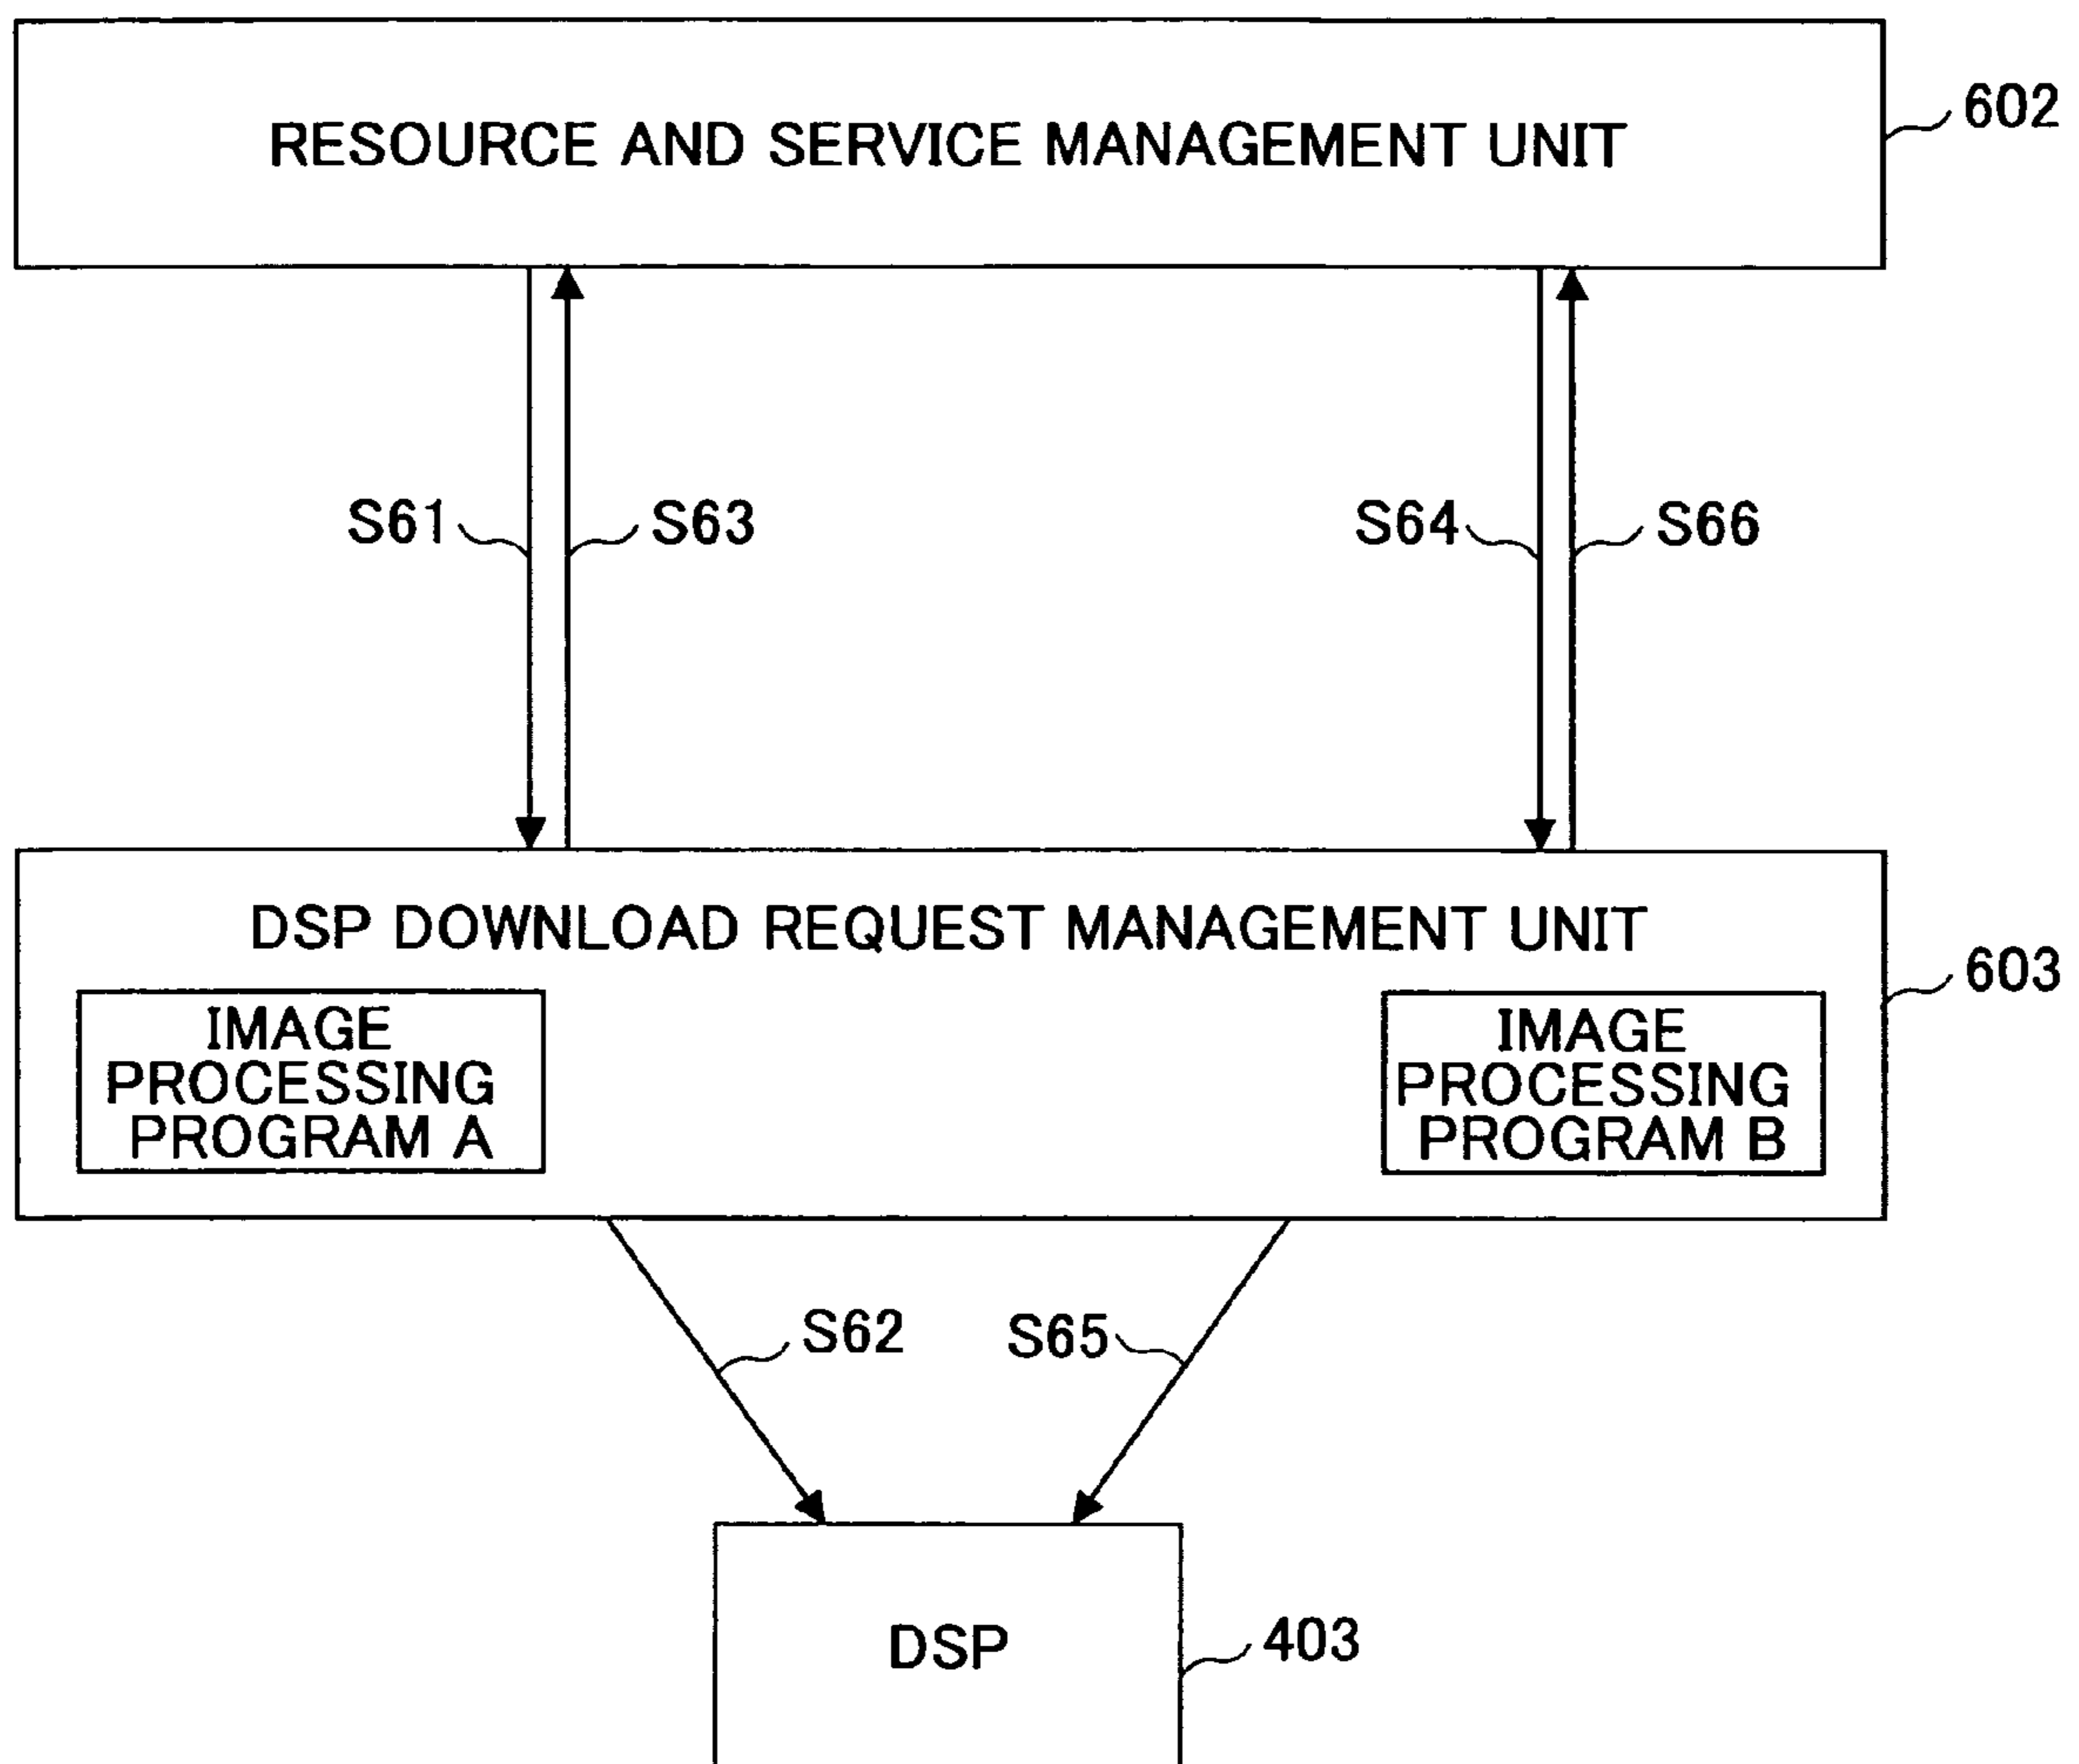 602
RESOURCE AND SERVICE MANAGEMENT UNIT
S61
S63
S64
S66
DSP DOWNLOAD REQUEST MANAGEMENT UNIT
603
IMAGE
PROCESSING
PROGRAM A
IMAGE
PROCESSING
PROGRAM B
S62
S65
DSP
403